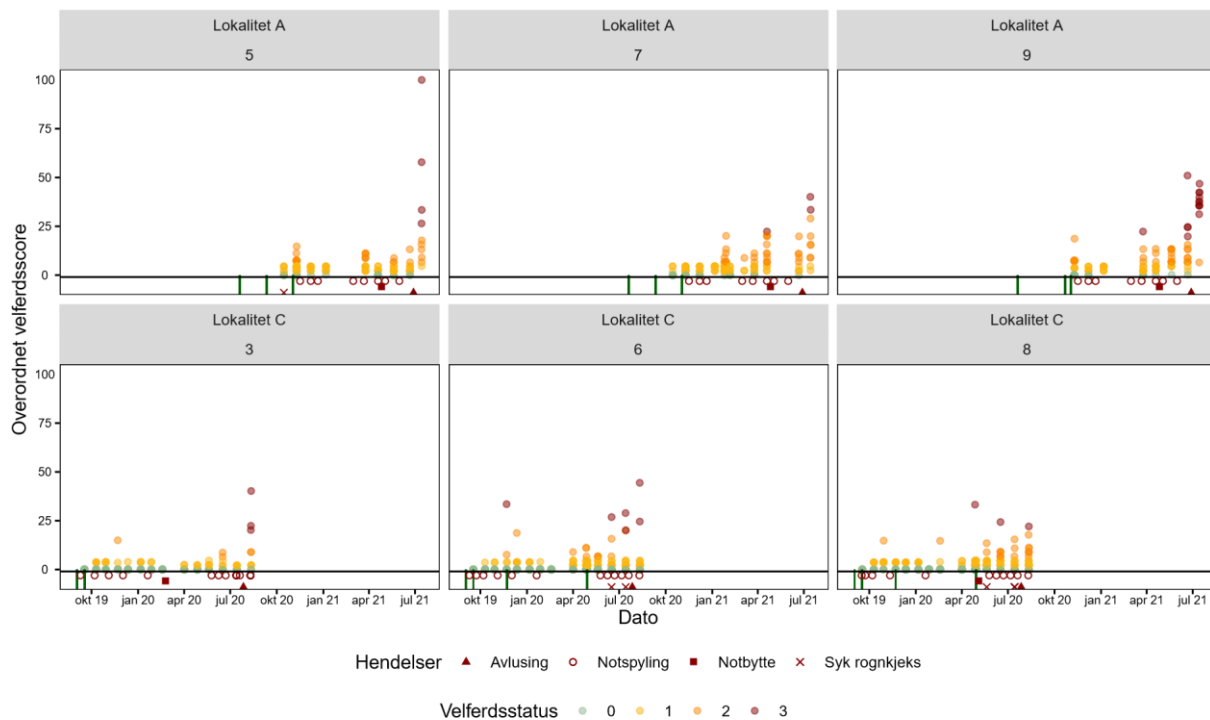 Lokalitet A Lokalitet A Lokalitet A
5 7 9
100
75
50
25
0
Lokalitet C Lokalitet C Lokalitet C
3 6 8
100
75
50
25
0
Overordnet velferdsscore
okt 19 jan 20 apr 20 jul 20 okt 20 jan 21 apr 21 jul 21 okt 19 jan 20 apr 20 jul 20 okt 20 jan 21 apr 21 jul 21 okt 19 jan 20 apr 20 jul 20 okt 20 jan 21 apr 21 jul 21
Dato
Hendelser Avlusing Notspyling Notbytte Syk rognkjeks
Velferdsstatus 0 1 2 3